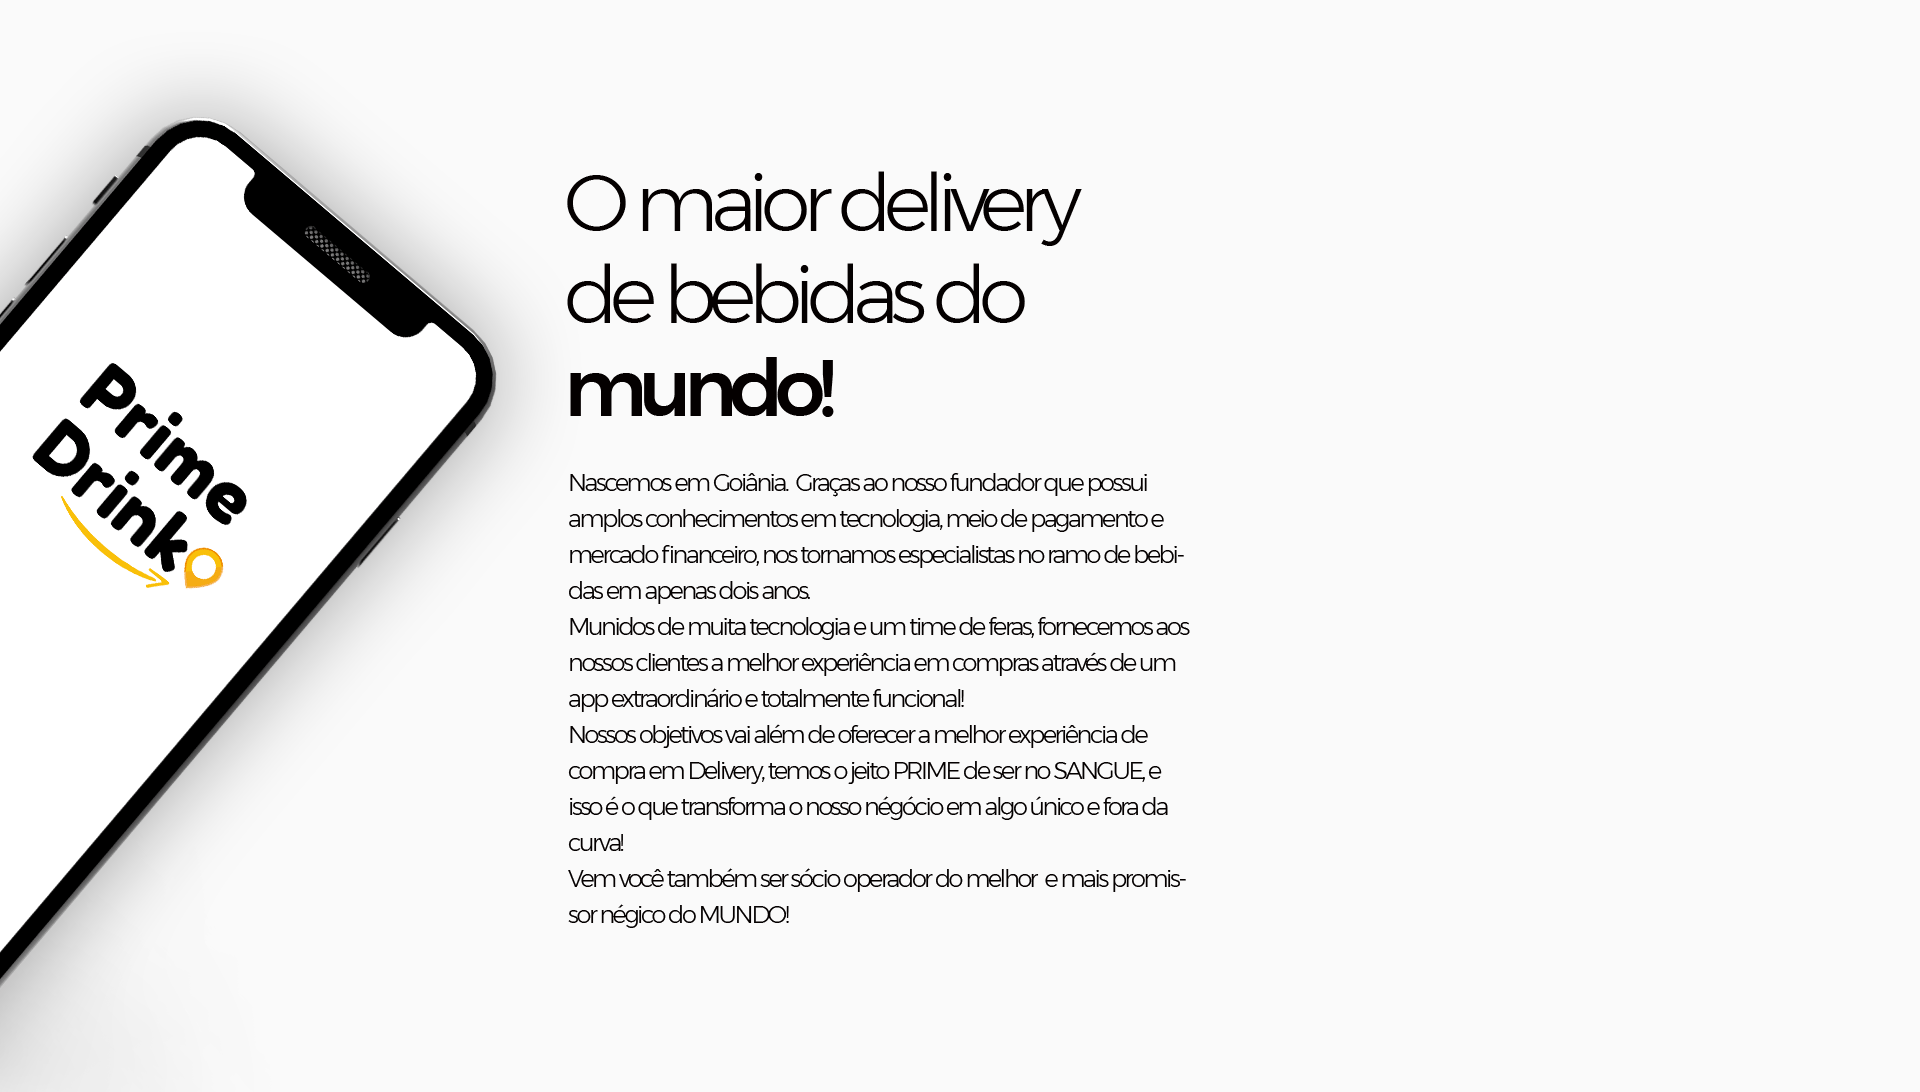 Prime
Drink
O maior delivery
de bebidas do
mundo!
Nascemos em Goiânia. Graças ao nosso fundador que possui
amplos conhecimentos em tecnologia, meio de pagamento e
mercado financeiro, nos tornamos especialistas no ramo de bebi-
das em apenas dois anos.
Munidos de muita tecnologia e um time de feras, fornecemos aos
nossos clientes a melhor experiência em compras através de um
app extraordinário e totalmente funcional!
Nossos objetivos vai além de oferecer a melhor experiência de
compra em Delivery, temos o jeito PRIME de ser no SANGUE, e
isso é o que transforma o nosso négócio em algo único e fora da
curva!
Vem você também ser sócio operador do melhor e mais promis-
sor négico do MUNDO!